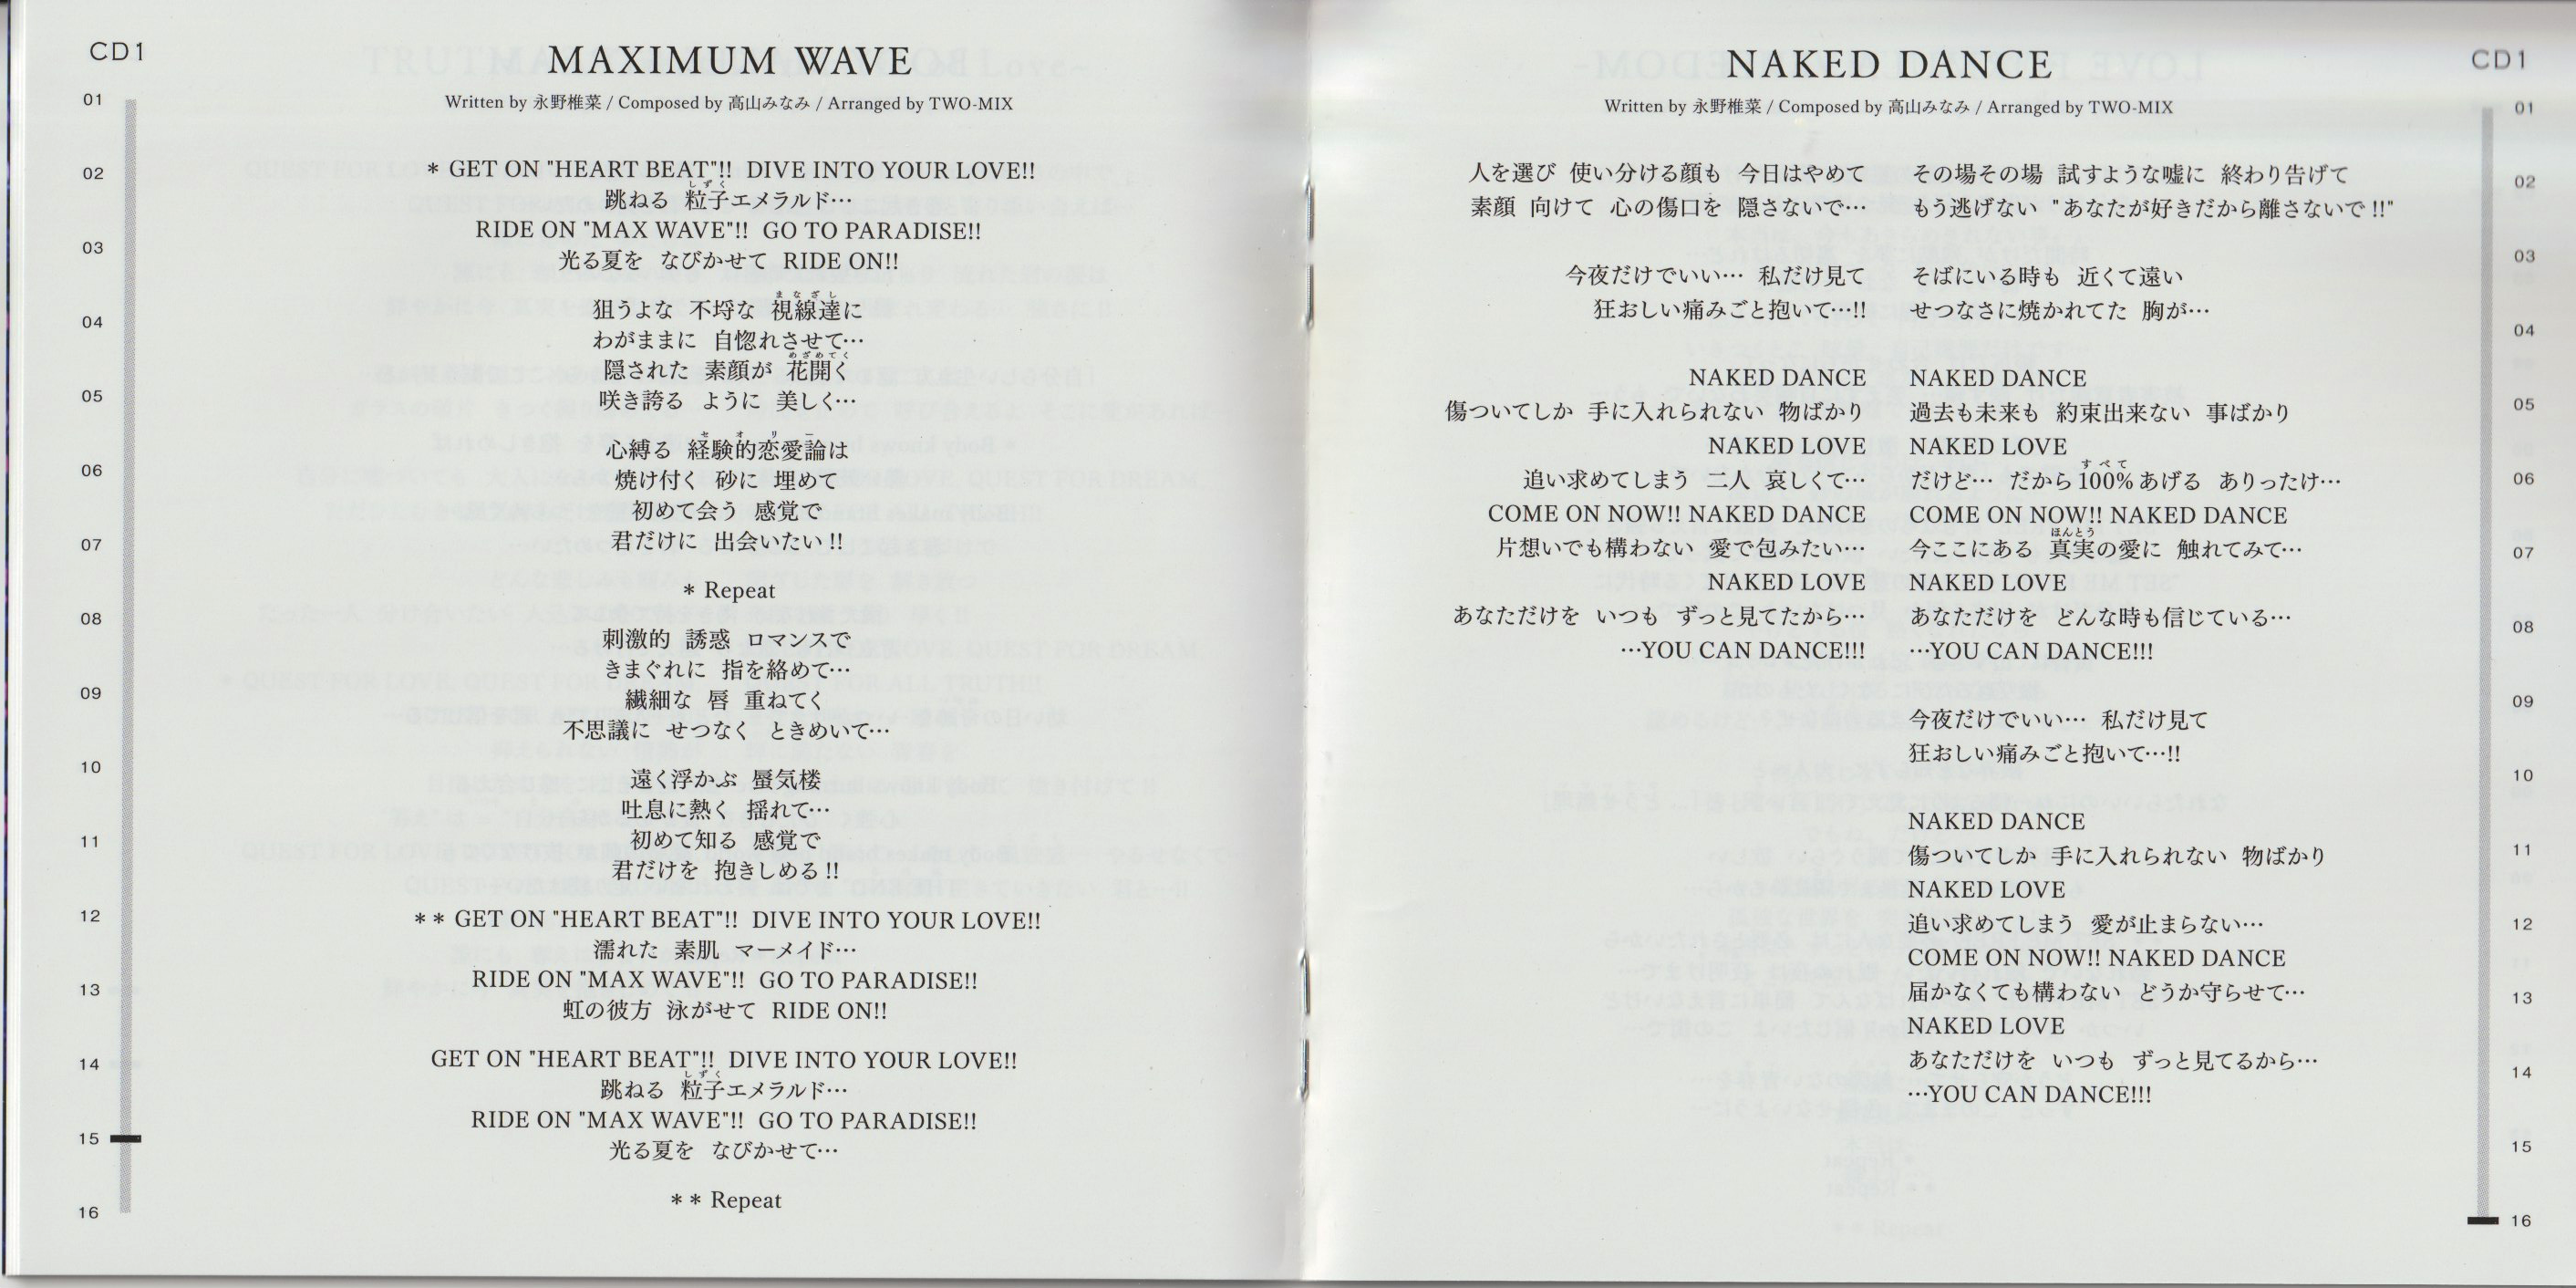 CD1
MAXIMUM WAVE
Written by 永野椎菜 / Composed by 高山みなみ / Arranged by TWO-MIX
* GET ON "HEART BEAT"!! DIVE INTO YOUR LOVE!!
しずく
跳ねる 粒子エメラルド…
RIDE ON "MAX WAVE"!! GO TO PARADISE!!
光る夏を なびかせて RIDE ON!!
まなざし
狙うよな 不埒な 視線達に
わがままに 自惚れさせて…
めざめてく
隠された 素顔が 花開く
咲き誇る ように 美しく…
セオリー
心縛る 経験的恋愛論は
焼け付く 砂に 埋めて
初めて会う 感覚で
君だけに 出会いたい!!
* Repeat
刺激的 誘惑 ロマンスで
きまぐれに 指を絡めて…
繊細な 唇 重ねてく
不思議に せつなく ときめいて…
遠く浮かぶ 蜃気楼
吐息に熱く 揺れて…
初めて知る 感覚で
君だけを 抱きしめる!!
** GET ON "HEART BEAT"!! DIVE INTO YOUR LOVE!!
濡れた 素肌 マーメイド…
RIDE ON "MAX WAVE"!! GO TO PARADISE!!
虹の彼方 泳がせて RIDE ON!!
GET ON "HEART BEAT"!! DIVE INTO YOUR LOVE!!
しずく
跳ねる 粒子エメラルド…
RIDE ON "MAX WAVE"!! GO TO PARADISE!!
光る夏を なびかせて…
** Repeat
01
02
03
04
05
06
07
08
09
10
11
12
13
14
15
16
NAKED DANCE
Written by 永野椎菜 / Composed by 高山みなみ / Arranged by TWO-MIX
人を選び 使い分ける顔も 今日はやめて
素顔 向けて 心の傷口を 隠さないで…
今夜だけでいい… 私だけ見て
狂おしい痛みごと抱いて…!!
NAKED DANCE
傷ついてしか 手に入れられない 物ばかり
NAKED LOVE
追い求めてしまう 二人 哀しくて…
COME ON NOW!! NAKED DANCE
片想いでも構わない 愛で包みたい…
NAKED LOVE
あなただけを いつも ずっと見てたから…
…YOU CAN DANCE!!!
その場その場 試すような嘘に 終わり告げて
もう逃げない "あなたが好きだから離さないで!!"
そばにいる時も 近くて遠い
せつなさに焼かれてた 胸が…
NAKED DANCE
過去も未来も 約束出来ない 事ばかり
NAKED LOVE
すべて
だけど… だから100%あげる ありったけ…
COME ON NOW!! NAKED DANCE
ほんとう
今ここにある 真実の愛に 触れてみて…
NAKED LOVE
あなただけを どんな時も信じている…
…YOU CAN DANCE!!!
今夜だけでいい… 私だけ見て
狂おしい痛みごと抱いて…!!
NAKED DANCE
傷ついてしか 手に入れられない 物ばかり
NAKED LOVE
追い求めてしまう 愛が止まらない…
COME ON NOW!! NAKED DANCE
届かなくても構わない どうか守らせて…
NAKED LOVE
あなただけを いつも ずっと見てるから…
…YOU CAN DANCE!!!
CD1
01
02
03
04
05
06
07
08
09
10
11
12
13
14
15
16